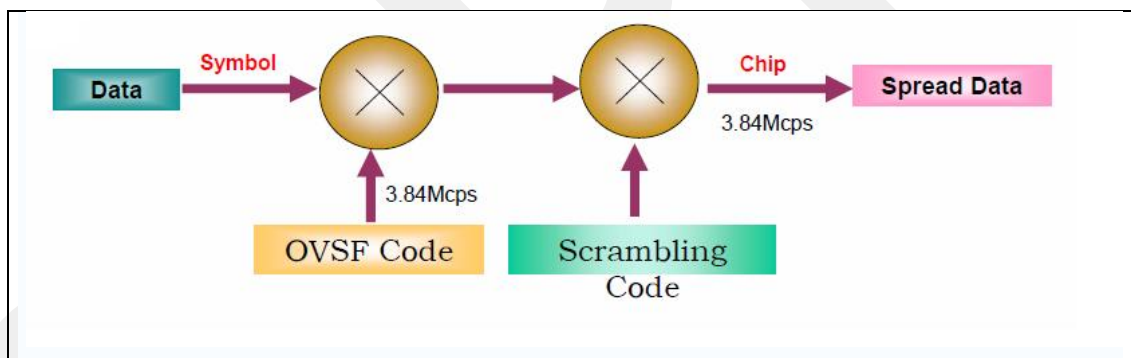 Data
Symbol
Chip
3.84Mcps
Spread Data
3.84Mcps
OVSF Code
Scrambling
Code